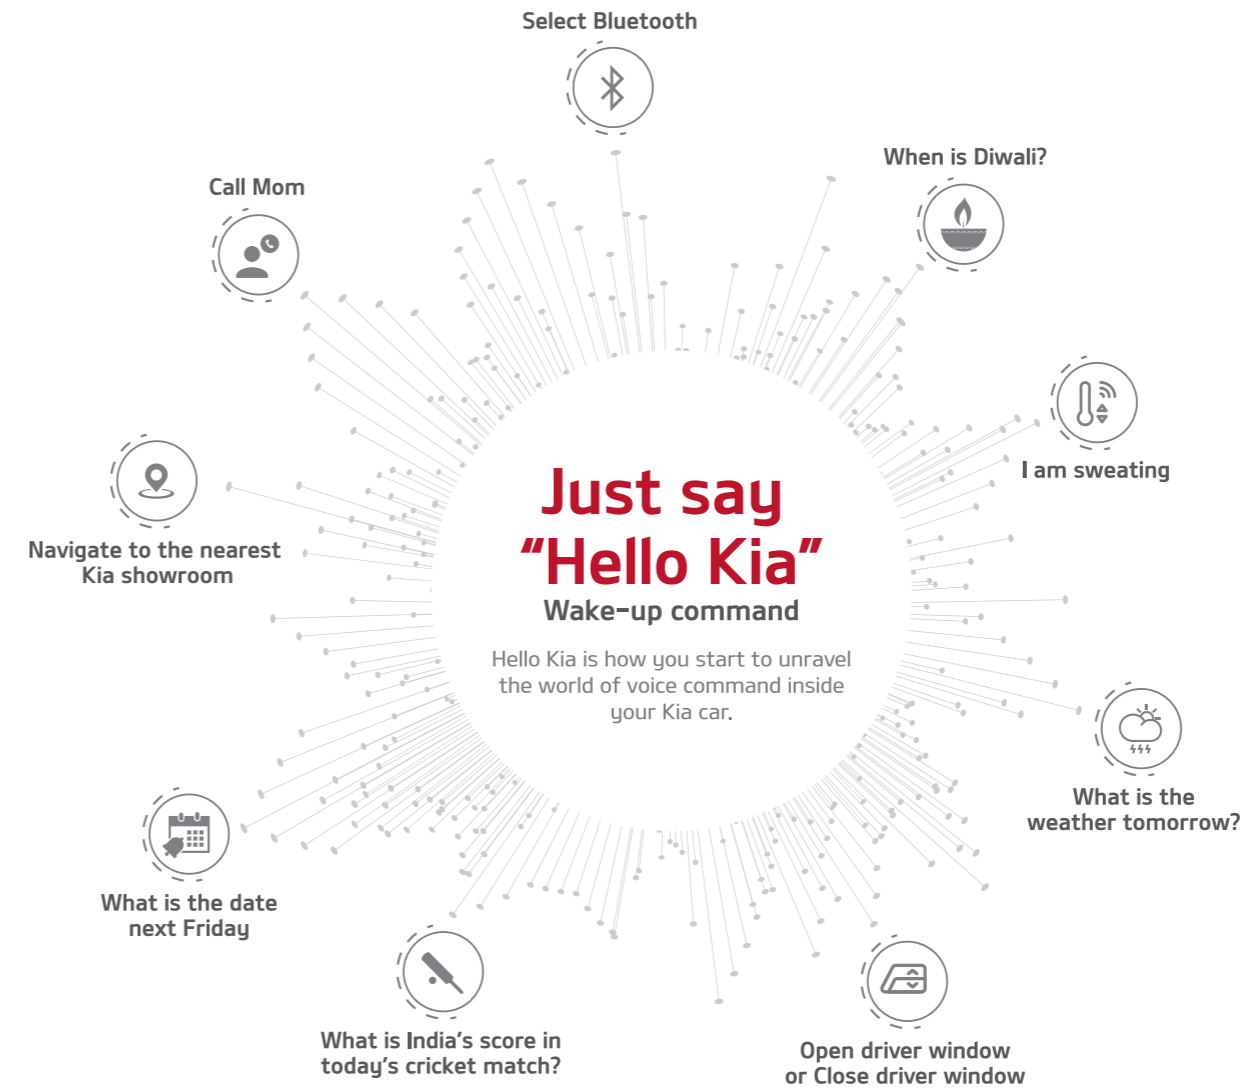 Select Bluetooth
When is Diwali?
Call Mom
I am sweating
Navigate to the nearest
Kia showroom
Just say
“Hello Kia”
Wake-up command
Hello Kia is how you start to unravel
the world of voice command inside
your Kia car.
What is the
weather tomorrow?
What is the date
next Friday
What is India’s score in
today’s cricket match?
Open driver window
or Close driver window